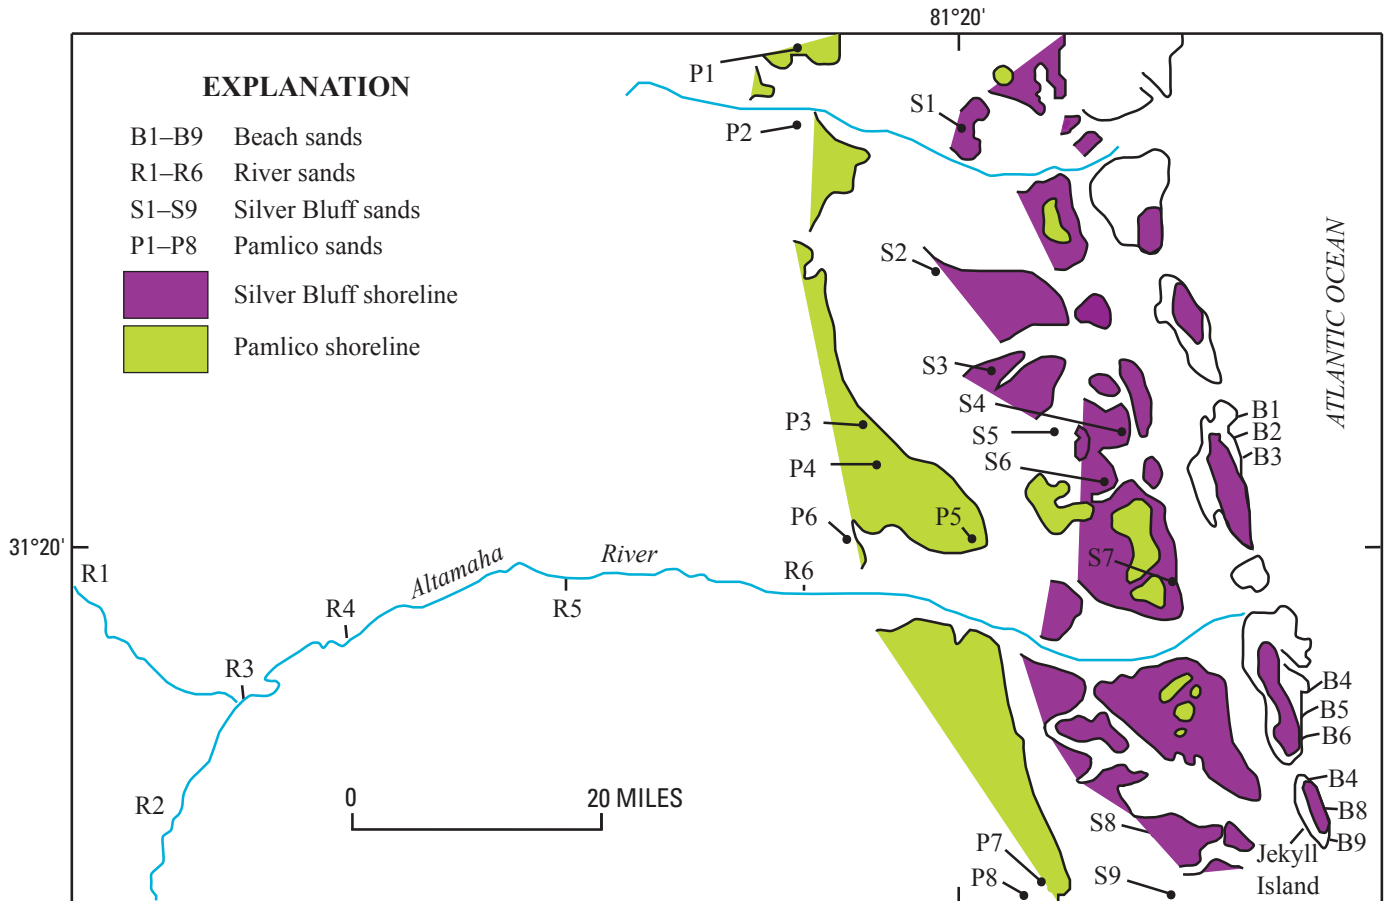 81°20'
EXPLANATION
B1–B9 Beach sands
R1–R6 River sands
S1–S9 Silver Bluff sands
P1–P8 Pamlico sands
Silver Bluff shoreline
Pamlico shoreline
P1
P2
S1
S2
S3
S4
S5
S6
P3
P4
P6
P5
S7
B1
B2
B3
ATLANTIC OCEAN
31°20'
R1
R4
Altamaha River
R5
R6
R3
R2
0 20 MILES
B4
B5
B6
B4
B8
B9
Jekyll
Island
S8
P7
P8
S9